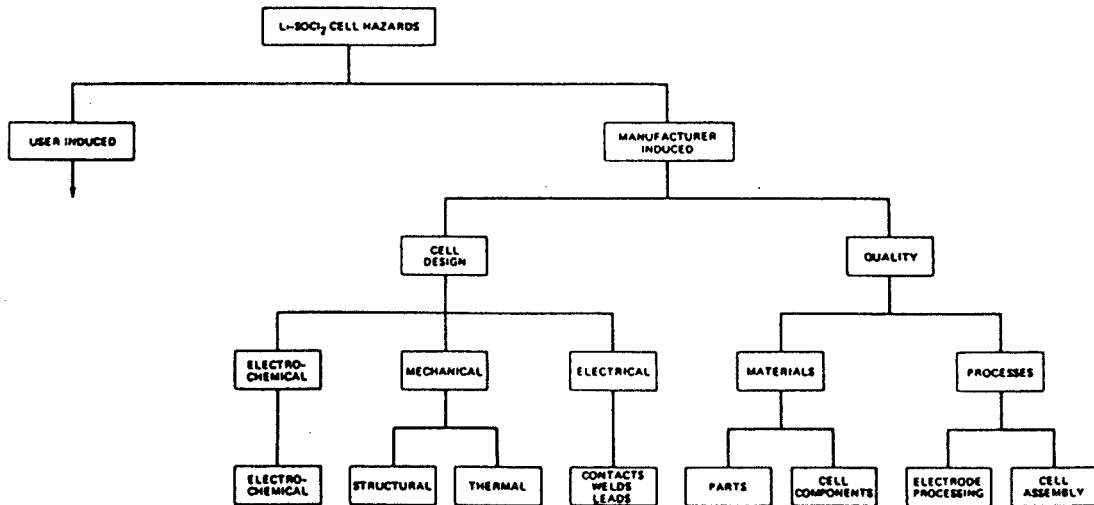 Li-SOCl₂ CELL HAZARDS
USER INDUCED
MANUFACTURER
INDUCED
CELL
DESIGN
QUALITY
ELECTRO-
CHEMICAL
MECHANICAL
ELECTRICAL
MATERIALS
PROCESSES
ELECTRO-
CHEMICAL
STRUCTURAL
THERMAL
CONTACTS
WELDS
LEADS
PARTS
CELL
COMPONENTS
ELECTRODE
PROCESSING
CELL
ASSEMBLY